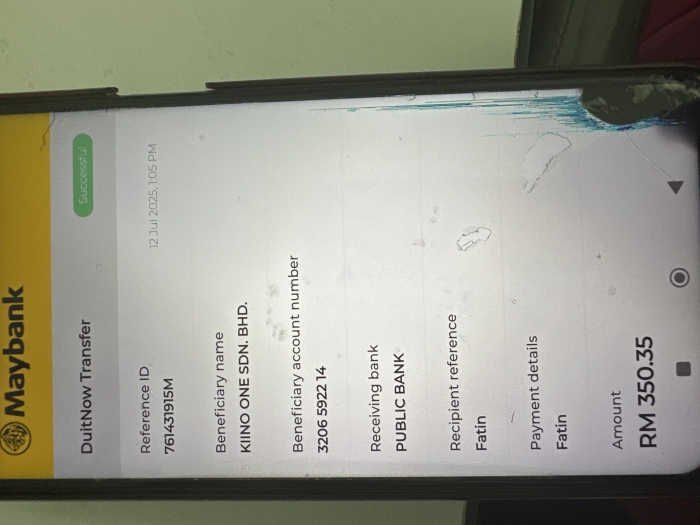 Maybank
DuitNow Transfer
Successful
Reference ID
12 Jul 2025, 1:05 PM
761431915M
Beneficiary name
KIINO ONE SDN. BHD.
Beneficiary account number
3206 5922 14
Receiving bank
PUBLIC BANK
Recipient reference
Fatin
Payment details
Fatin
Amount
RM 350.35